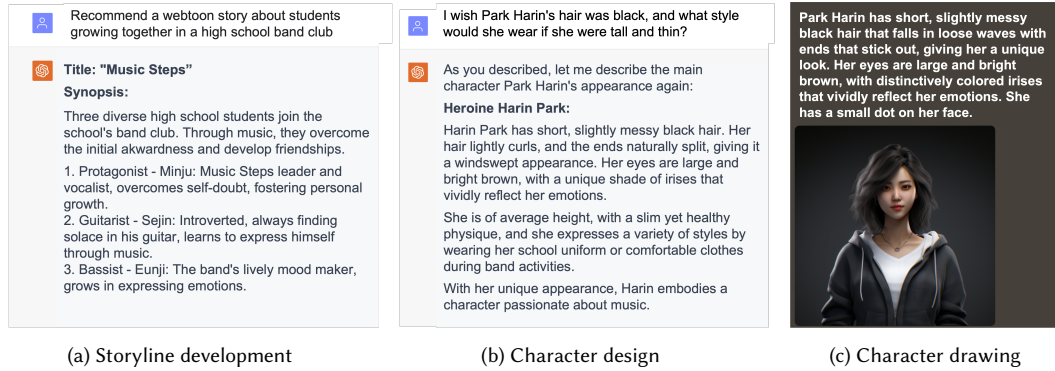 Recommend a webtoon story about students
growing together in a high school band club
Title: "Music Steps”
Synopsis:
Three diverse high school students join the
school's band club. Through music, they overcome
the initial akwardness and develop friendships.
1. Protagonist - Minju: Music Steps leader and
vocalist, overcomes self-doubt, fostering personal
growth.
2. Guitarist - Sejin: Introverted, always finding
solace in his guitar, learns to express himself
through music.
3. Bassist - Eunji: The band's lively mood maker,
grows in expressing emotions.
(a) Storyline development
I wish Park Harin's hair was black, and what style
would she wear if she were tall and thin?
As you described, let me describe the main
character Park Harin's appearance again:
Heroine Harin Park:
Harin Park has short, slightly messy black hair. Her
hair lightly curls, and the ends naturally split, giving it
a windswept appearance. Her eyes are large and
bright brown, with a unique shade of irises that
vividly reflect her emotions.
She is of average height, with a slim yet healthy
physique, and she expresses a variety of styles by
wearing her school uniform or comfortable clothes
during band activities.
With her unique appearance, Harin embodies a
character passionate about music.
(b) Character design
Park Harin has short, slightly messy
black hair that falls in loose waves with
ends that stick out, giving her a unique
look. Her eyes are large and bright
brown, with distinctively colored irises
that vividly reflect her emotions. She
has a small dot on her face.
(c) Character drawing